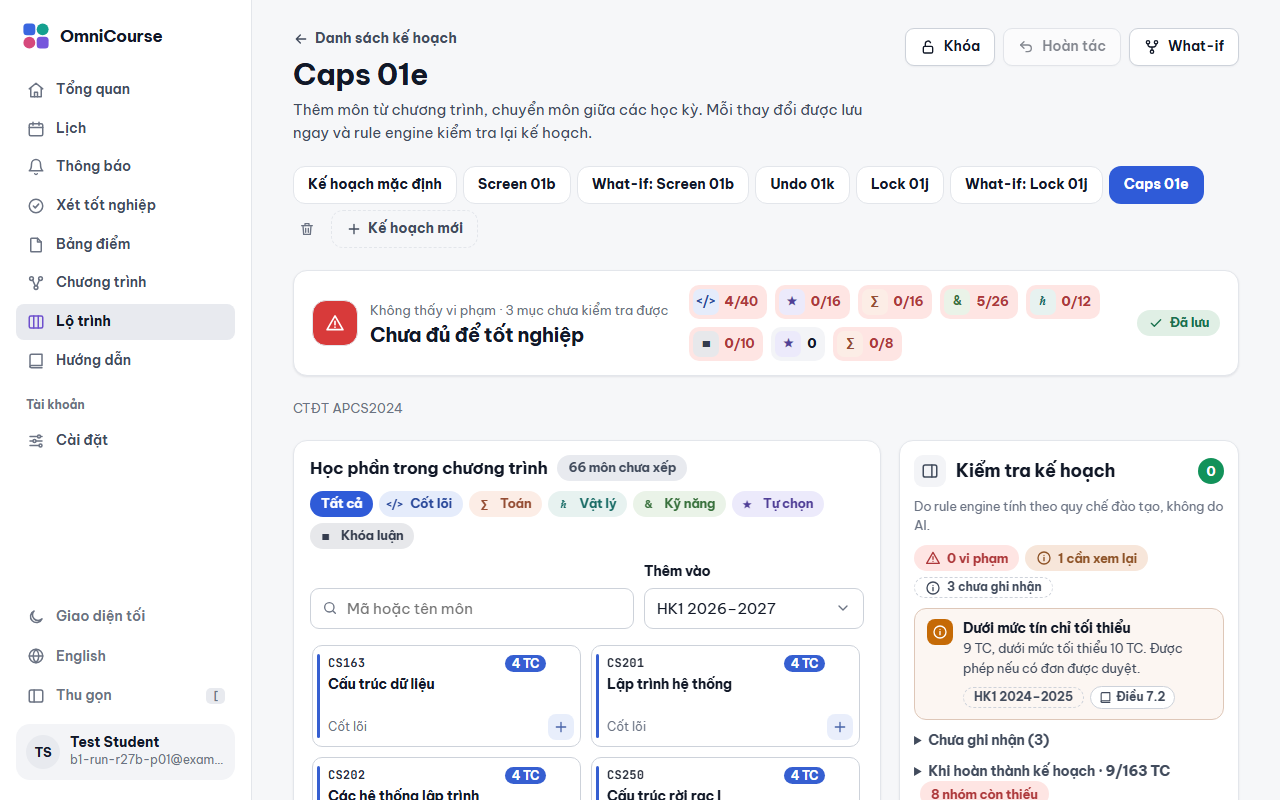 OmniCourse
Tổng quan
Lịch
Thông báo
Xét tốt nghiệp
Bảng điểm
Chương trình
Lộ trình
Hướng dẫn
Tài khoản
Cài đặt
Giao diện tối
English
Thu gọn [
TS Test Student
b1-run-r27b-p01@exam...
← Danh sách kế hoạch
Khóa
Hoàn tác
What-if
Caps 01e
Thêm môn từ chương trình, chuyển môn giữa các học kỳ. Mỗi thay đổi được lưu
ngay và rule engine kiểm tra lại kế hoạch.
Kế hoạch mặc định
Screen 01b
What-if: Screen 01b
Undo 01k
Lock 01j
What-if: Lock 01j
Caps 01e
+ Kế hoạch mới
Không thấy vi phạm · 3 mục chưa kiểm tra được
Chưa đủ để tốt nghiệp
</> 4/40
★ 0/16
∑ 0/16
& 5/26
ℏ 0/12
■ 0/10
★ 0
∑ 0/8
Đã lưu
CTĐT APCS2024
Học phần trong chương trình 66 môn chưa xếp
Tất cả
</> Cốt lõi
∑ Toán
ℏ Vật lý
& Kỹ năng
★ Tự chọn
■ Khóa luận
Thêm vào
Mã hoặc tên môn
HK1 2026–2027
CS163 4 TC
Cấu trúc dữ liệu
Cốt lõi +
CS201 4 TC
Lập trình hệ thống
Cốt lõi +
CS202 4 TC
Các hệ thống lập trình
CS250 4 TC
Cấu trúc rời rạc I
Kiểm tra kế hoạch 0
Do rule engine tính theo quy chế đào tạo, không do
AI.
0 vi phạm
1 cần xem lại
3 chưa ghi nhận
Dưới mức tín chỉ tối thiểu
9 TC, dưới mức tối thiểu 10 TC. Được
phép nếu có đơn được duyệt.
HK1 2024–2025
Điều 7.2
Chưa ghi nhận (3)
Khi hoàn thành kế hoạch · 9/163 TC
8 nhóm còn thiếu